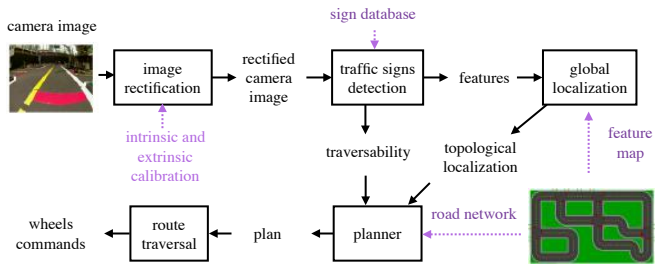 camera image
sign database
image
rectification
rectified
camera
image
traffic signs
detection
features
global
localization
intrinsic and
extrinsic
calibration
traversability
topological
localization
feature
map
wheels
commands
route
traversal
plan
planner
road network